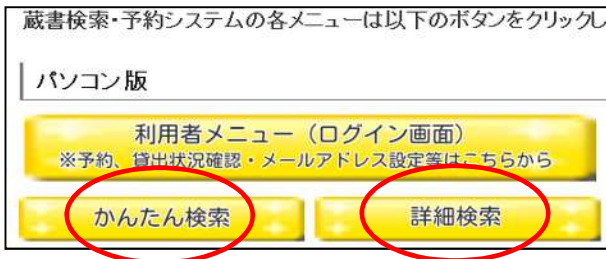 蔵書検索・予約システムの各メニューは以下のボタンをクリックし
パソコン版
利用者メニュー（ログイン画面）
※予約、貸出状況確認・メールアドレス設定等はこちらから
かんたん検索
詳細検索